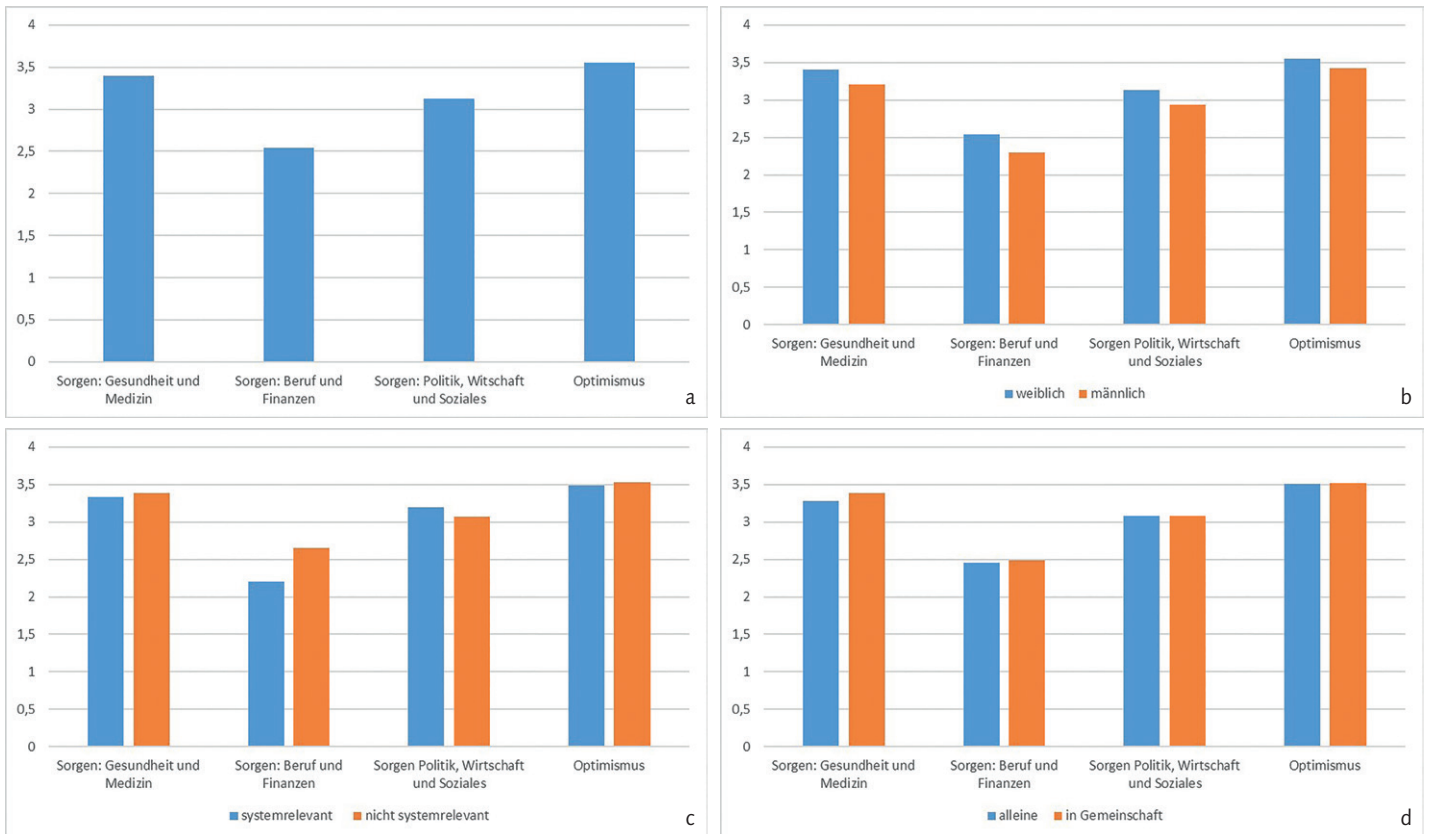 4
3,5
3
2,5
2
1,5
1
0,5
0
Sorgen: Gesundheit und
Medizin
Sorgen: Beruf und
Finanzen
Sorgen: Politik, Witschaft
und Soziales
Optimismus
a
4
3,5
3
2,5
2
1,5
1
0,5
0
Sorgen: Gesundheit und
Medizin
Sorgen: Beruf und
Finanzen
Sorgen Politik, Wirtschaft
und Soziales
Optimismus
weiblich männlich
b
4
3,5
3
2,5
2
1,5
1
0,5
0
Sorgen: Gesundheit und
Medizin
Sorgen: Beruf und
Finanzen
Sorgen Politik, Wirtschaft
und Soziales
Optimismus
systemrelevant nicht systemrelevant
c
4
3,5
3
2,5
2
1,5
1
0,5
0
Sorgen: Gesundheit und
Medizin
Sorgen: Beruf und
Finanzen
Sorgen Politik, Wirtschaft
und Soziales
Optimismus
alleine in Gemeinschaft
d